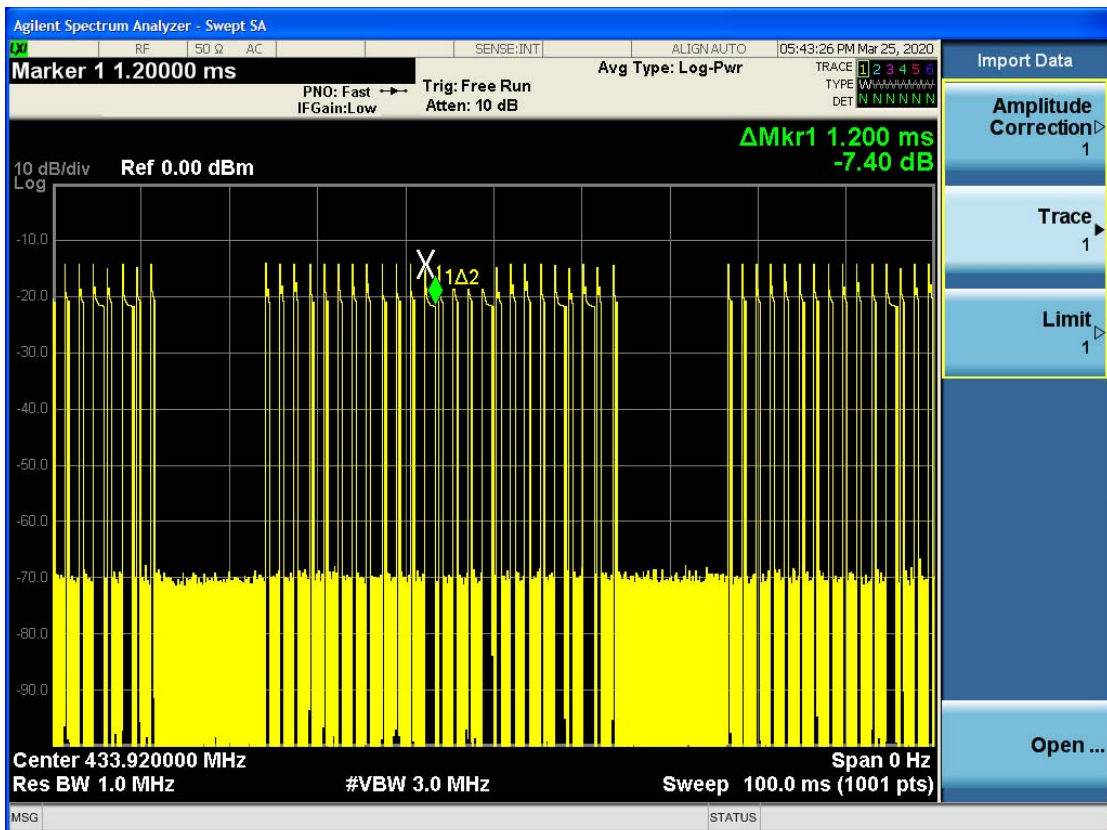 Agilent Spectrum Analyzer - Swept SA
LXI RF 50 Ω AC SENSE:INT ALIGN AUTO 05:43:26 PM Mar 25, 2020
Marker 1 1.20000 ms
PNO: Fast
IFGain:Low
Trig: Free Run
Atten: 10 dB
Avg Type: Log-Pwr
TRACE 1 2 3 4 5 6
TYPE WWWWWW
DET N N N N N N
Import Data
Amplitude
Correction
1
Trace
1
Limit
1
Open ...
ΔMkr1 1.200 ms
-7.40 dB
10 dB/div Ref 0.00 dBm
Log
-10.0
-20.0
-30.0
-40.0
-50.0
-60.0
-70.0
-80.0
-90.0
X
1Δ2
Center 433.920000 MHz Span 0 Hz
Res BW 1.0 MHz #VBW 3.0 MHz Sweep 100.0 ms (1001 pts)
MSG STATUS